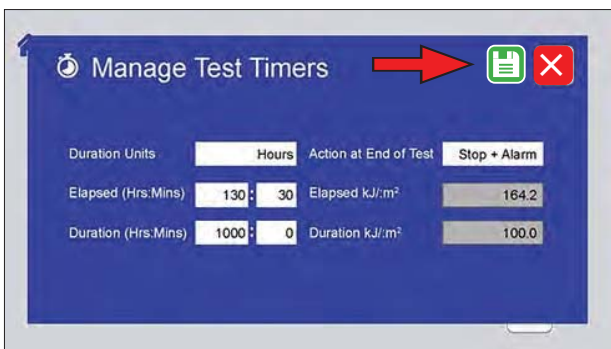 Manage Test Timers
Duration Units Hours Action at End of Test Stop + Alarm
Elapsed (Hrs:Mins) 130 : 30 Elapsed kJ/:m² 164.2
Duration (Hrs:Mins) 1000 : 0 Duration kJ/:m² 100.0